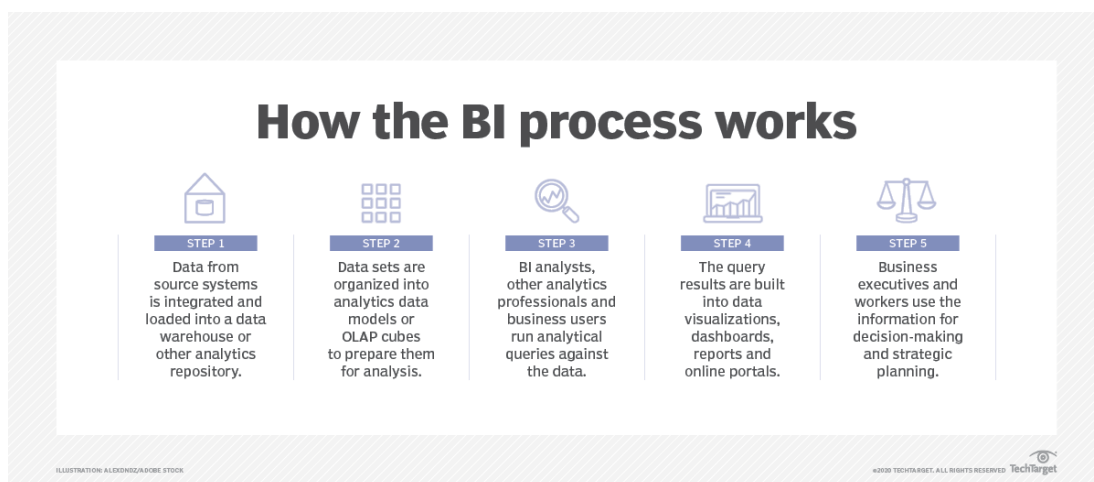 How the BI process works
STEP 1
Data from
source systems
is integrated and
loaded into a data
warehouse or
other analytics
repository.
STEP 2
Data sets are
organized into
analytics data
models or
OLAP cubes
to prepare them
for analysis.
STEP 3
BI analysts,
other analytics
professionals and
business users
run analytical
queries against
the data.
STEP 4
The query
results are built
into data
visualizations,
dashboards,
reports and
online portals.
STEP 5
Business
executives and
workers use the
information for
decision-making
and strategic
planning.
ILLUSTRATION: ALEXDNDZ/ADOBE STOCK
©2020 TECHTARGET. ALL RIGHTS RESERVED TechTarget